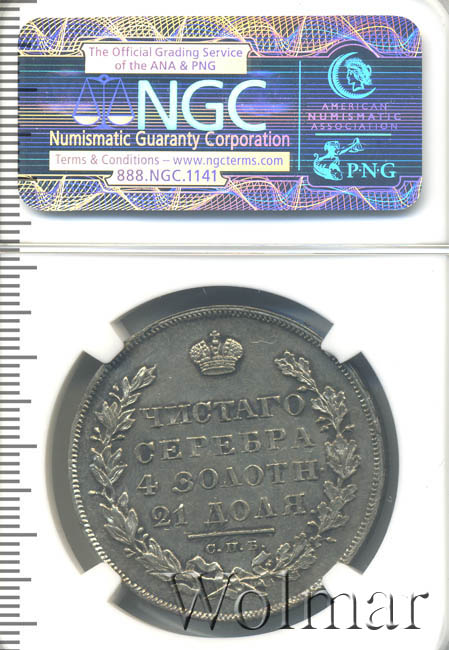 The Official Grading Service
of the ANA & PNG
NGC
Numismatic Guaranty Corporation
Terms & Conditions – www.ngcterms.com
888.NGC.1141
AMERICAN
NUMISMATIC
ASSOCIATION
P·N·G
ЧИСТАГО
СЕРЕБРА
4 ЗОЛОТН
21 ДОЛЯ
С.П.Б.
Wolmar